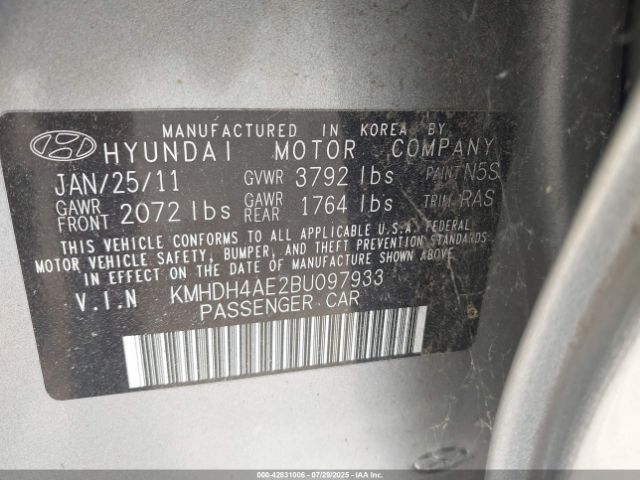 MANUFACTURED IN KOREA BY
HYUNDAI MOTOR COMPANY
JAN/25/11 GVWR 3792 lbs PAINT N5S
GAWR FRONT 2072 lbs GAWR REAR 1764 lbs TRIM RAS
THIS VEHICLE CONFORMS TO ALL APPLICABLE U.S.A. FEDERAL
MOTOR VEHICLE SAFETY, BUMPER, AND THEFT PREVENTION STANDARDS
IN EFFECT ON THE DATE OF MANUFACTURE SHOWN ABOVE.
V.I.N KMHDH4AE2BU097933
PASSENGER CAR
000-42831006 07/29/2025 IAA Inc.